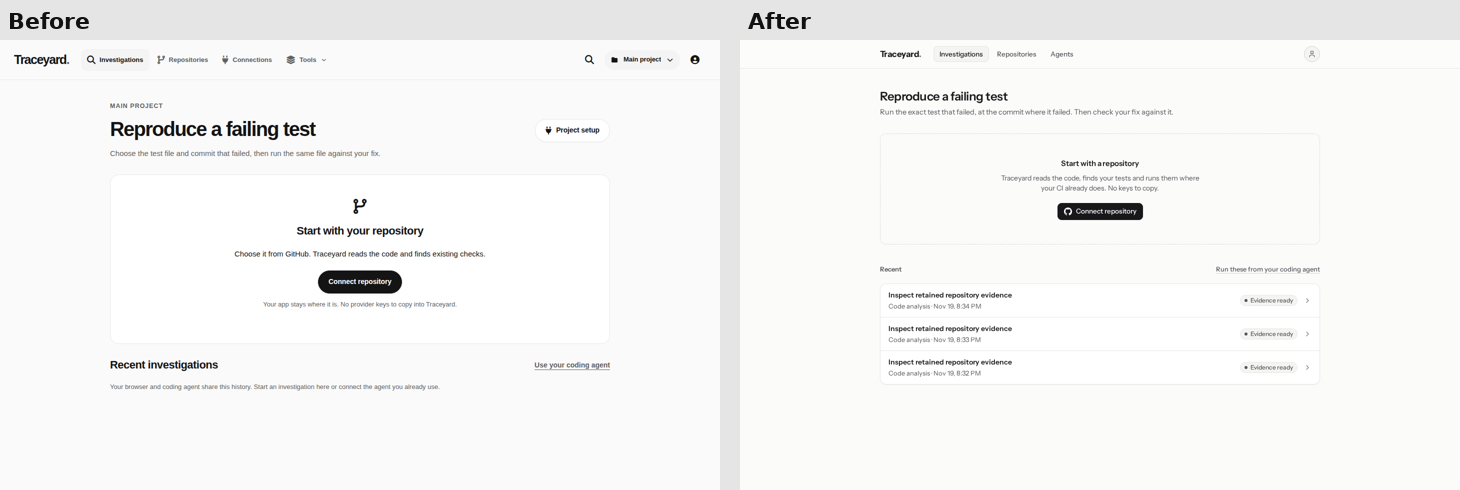 Before
Traceyard.
Investigations
Repositories
Connections
Tools
Main project
MAIN PROJECT
Reproduce a failing test
Project setup
Choose the test file and commit that failed, then run the same file against your fix.
Start with your repository
Choose it from GitHub. Traceyard reads the code and finds existing checks.
Connect repository
Your app stays where it is. No provider keys to copy into Traceyard.
Recent investigations
Use your coding agent
Your browser and coding agent share this history. Start an investigation here or connect the agent you already use.
After
Traceyard.
Investigations
Repositories
Agents
Reproduce a failing test
Run the exact test that failed, at the commit where it failed. Then check your fix against it.
Start with a repository
Traceyard reads the code, finds your tests and runs them where
your CI already does. No keys to copy.
Connect repository
Recent
Run these from your coding agent
Inspect retained repository evidence
Code analysis · Nov 19, 8:34 PM
Evidence ready
Inspect retained repository evidence
Code analysis · Nov 19, 8:33 PM
Evidence ready
Inspect retained repository evidence
Code analysis · Nov 19, 8:32 PM
Evidence ready